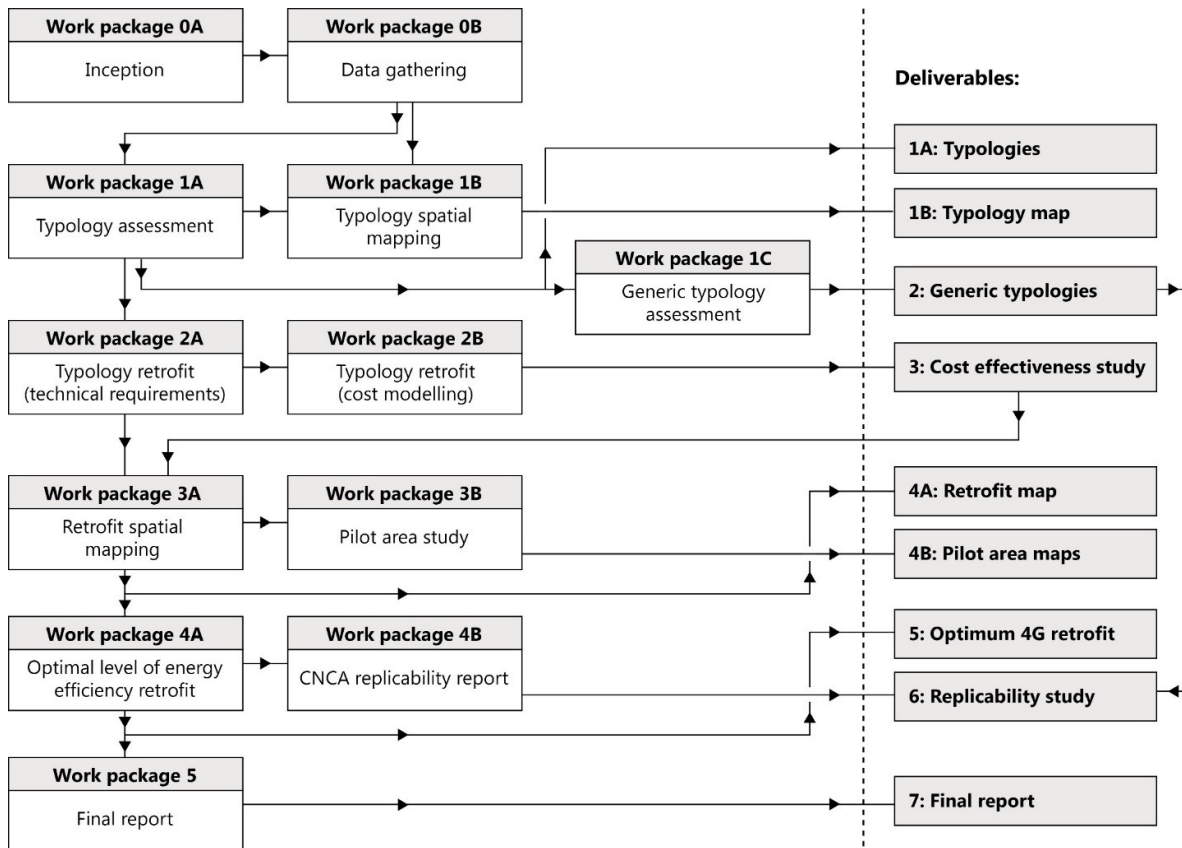 Work package 0A
Inception
Work package 0B
Data gathering
Deliverables:
1A: Typologies
Work package 1A
Typology assessment
Work package 1B
Typology spatial
mapping
1B: Typology map
Work package 1C
Generic typology
assessment
2: Generic typologies
Work package 2A
Typology retrofit
(technical requirements)
Work package 2B
Typology retrofit
(cost modelling)
3: Cost effectiveness study
Work package 3A
Retrofit spatial
mapping
Work package 3B
Pilot area study
4A: Retrofit map
4B: Pilot area maps
Work package 4A
Optimal level of energy
efficiency retrofit
Work package 4B
CNCA replicability report
5: Optimum 4G retrofit
6: Replicability study
Work package 5
Final report
7: Final report